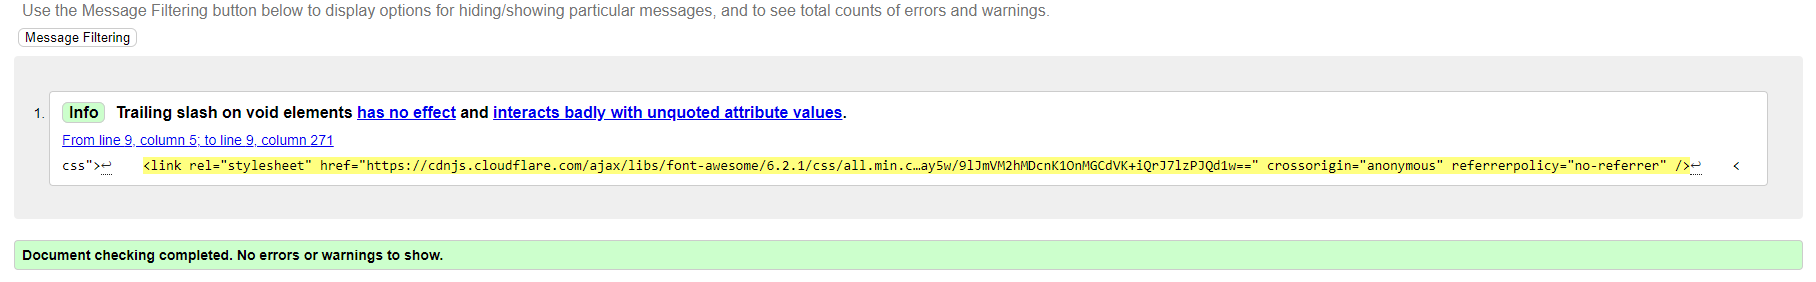 Use the Message Filtering button below to display options for hiding/showing particular messages, and to see total counts of errors and warnings.
Message Filtering
1. Info Trailing slash on void elements has no effect and interacts badly with unquoted attribute values.
From line 9, column 5; to line 9, column 271
css">↩ <link rel="stylesheet" href="https://cdnjs.cloudflare.com/ajax/libs/font-awesome/6.2.1/css/all.min.c…ay5w/9lJmVM2hMDcnK1OnMGCdVK+iQrJ7lzPJQd1w==" crossorigin="anonymous" referrerpolicy="no-referrer" />↩ <
Document checking completed. No errors or warnings to show.